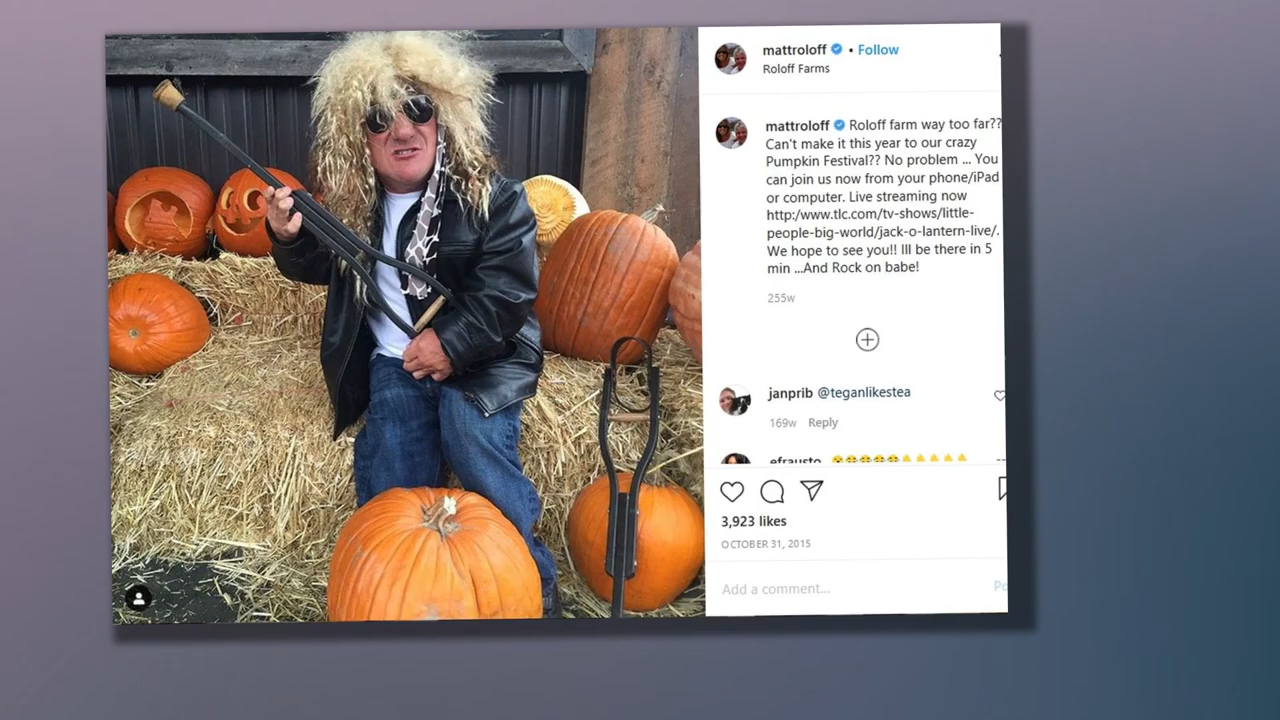 mattroloff • Follow
Roloff Farms
mattroloff Roloff farm way too far??
Can't make it this year to our crazy
Pumpkin Festival?? No problem ... You
can join us now from your phone/iPad
or computer. Live streaming now
http:/www.tlc.com/tv-shows/little-
people-big-world/jack-o-lantern-live/.
We hope to see you!! Ill be there in 5
min ...And Rock on babe!
255w
janprib @teganlikestea
169w Reply
efrausto
3,923 likes
OCTOBER 31, 2015
Add a comment...
Po